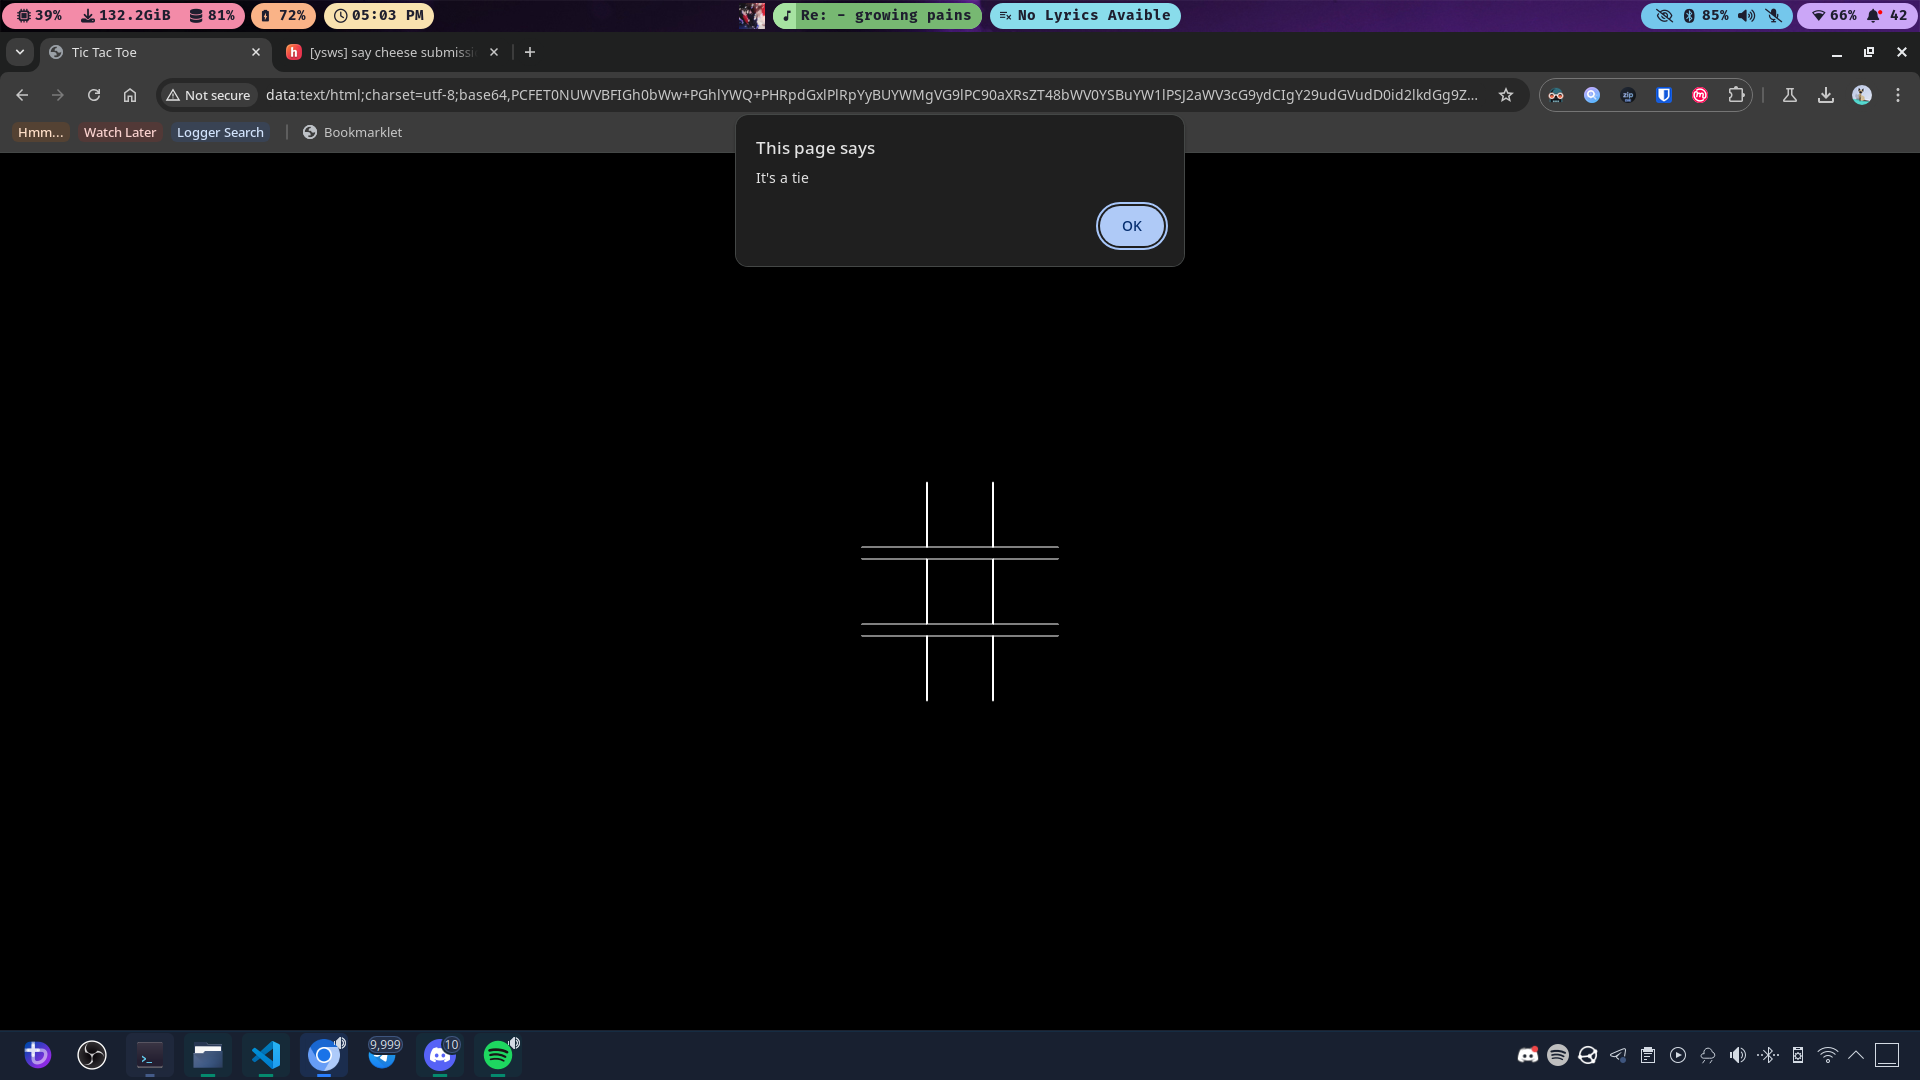 39% 132.2GiB 81% 72% 05:03 PM Re: - growing pains No Lyrics Avaible 85% 66% 42
Tic Tac Toe [ysws] say cheese submissi
Not secure data:text/html;charset=utf-8;base64,PCFET0NUWVBFIGh0bWw+PGhlYWQ+PHRpdGxlPlRpYyBUYWMgVG9lPC90aXRsZT48bWV0YSBuYW1lPSJ2aWV3cG9ydCIgY29udGVudD0id2lkdGg9Z...
Hmm... Watch Later Logger Search Bookmarklet
This page says
It's a tie
OK
9,999 10